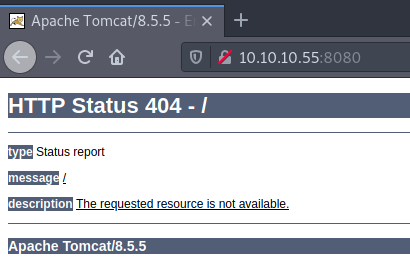 Apache Tomcat/8.5.5 - E
10.10.10.55:8080
HTTP Status 404 - /
type Status report
message /
description The requested resource is not available.
Apache Tomcat/8.5.5